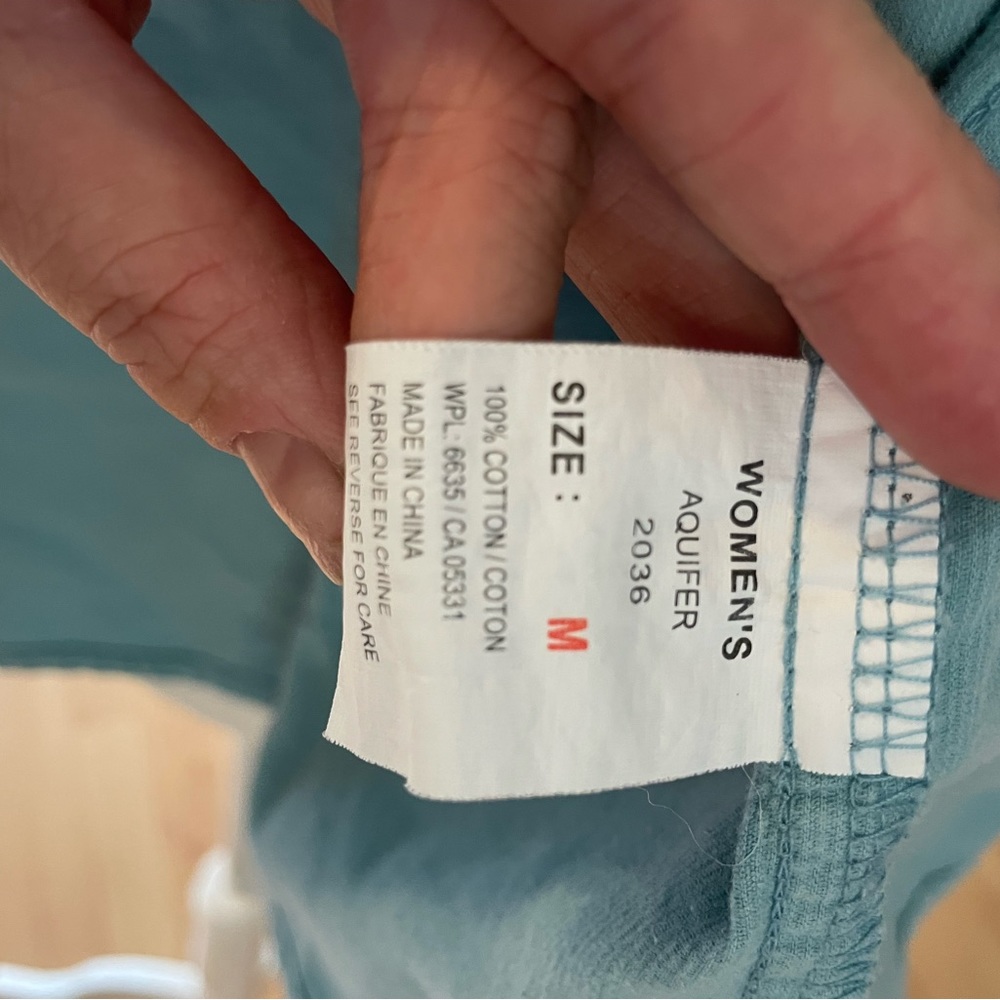 WOMEN'S
AQUIFER
2036
SIZE : M
100% COTTON / COTON
WPL: 6635 / CA 05331
MADE IN CHINA
FABRIQUE EN CHINE
SEE REVERSE FOR CARE